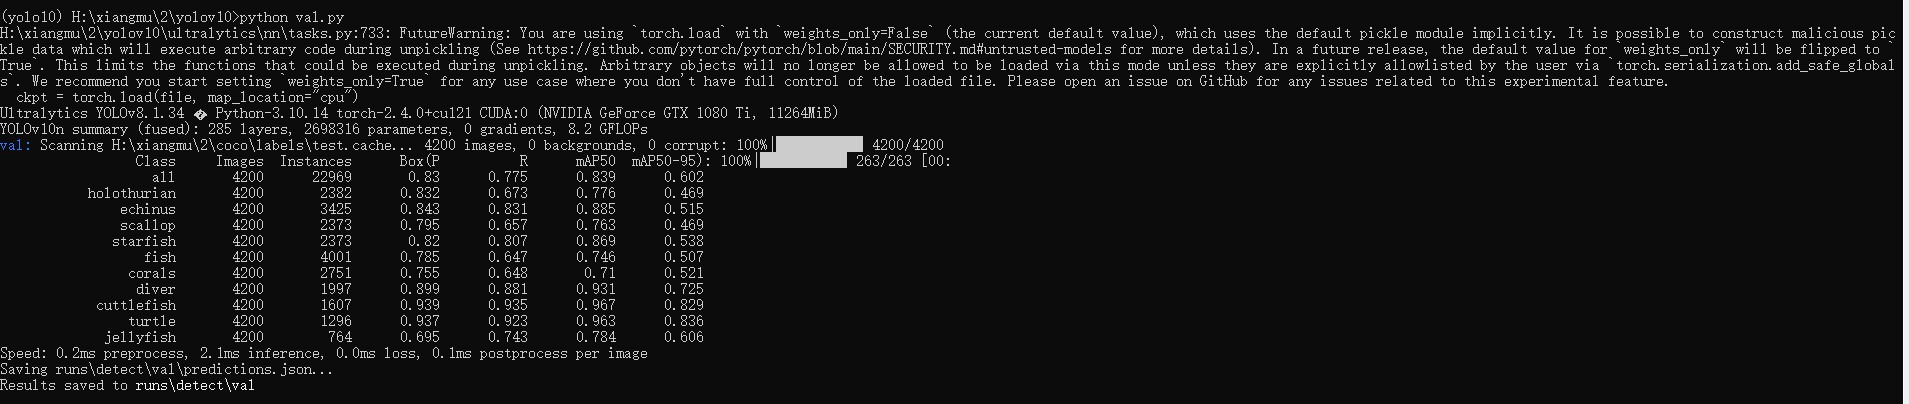 (yolo10) H:\xiangmu\2\yolov10>python val.py
H:\xiangmu\2\yolov10\ultralytics\nn\tasks.py:733: FutureWarning: You are using `torch.load` with `weights_only=False` (the current default value), which uses the default pickle module implicitly. It is possible to construct malicious pic
kle data which will execute arbitrary code during unpickling (See https://github.com/pytorch/pytorch/blob/main/SECURITY.md#untrusted-models for more details). In a future release, the default value for `weights_only` will be flipped to `
True`. This limits the functions that could be executed during unpickling. Arbitrary objects will no longer be allowed to be loaded via this mode unless they are explicitly allowlisted by the user via `torch.serialization.add_safe_global
s`. We recommend you start setting `weights_only=True` for any use case where you don't have full control of the loaded file. Please open an issue on GitHub for any issues related to this experimental feature.
ckpt = torch.load(file, map_location="cpu")
Ultralytics YOLOv8.1.34 � Python-3.10.14 torch-2.4.0+cu121 CUDA:0 (NVIDIA GeForce GTX 1080 Ti, 11264MiB)
YOLOv10n summary (fused): 285 layers, 2698316 parameters, 0 gradients, 8.2 GFLOPs
val: Scanning H:\xiangmu\2\coco\labels\test.cache... 4200 images, 0 backgrounds, 0 corrupt: 100%|██████████| 4200/4200
Class Images Instances Box(P R mAP50 mAP50-95): 100%|██████████| 263/263 [00:
all 4200 22969 0.83 0.775 0.839 0.602
holothurian 4200 2382 0.832 0.673 0.776 0.469
echinus 4200 3425 0.843 0.831 0.885 0.515
scallop 4200 2373 0.795 0.657 0.763 0.469
starfish 4200 2373 0.82 0.807 0.869 0.538
fish 4200 4001 0.785 0.647 0.746 0.507
corals 4200 2751 0.755 0.648 0.71 0.521
diver 4200 1997 0.899 0.881 0.931 0.725
cuttlefish 4200 1607 0.939 0.935 0.967 0.829
turtle 4200 1296 0.937 0.923 0.963 0.836
jellyfish 4200 764 0.695 0.743 0.784 0.606
Speed: 0.2ms preprocess, 2.1ms inference, 0.0ms loss, 0.1ms postprocess per image
Saving runs\detect\val\predictions.json...
Results saved to runs\detect\val